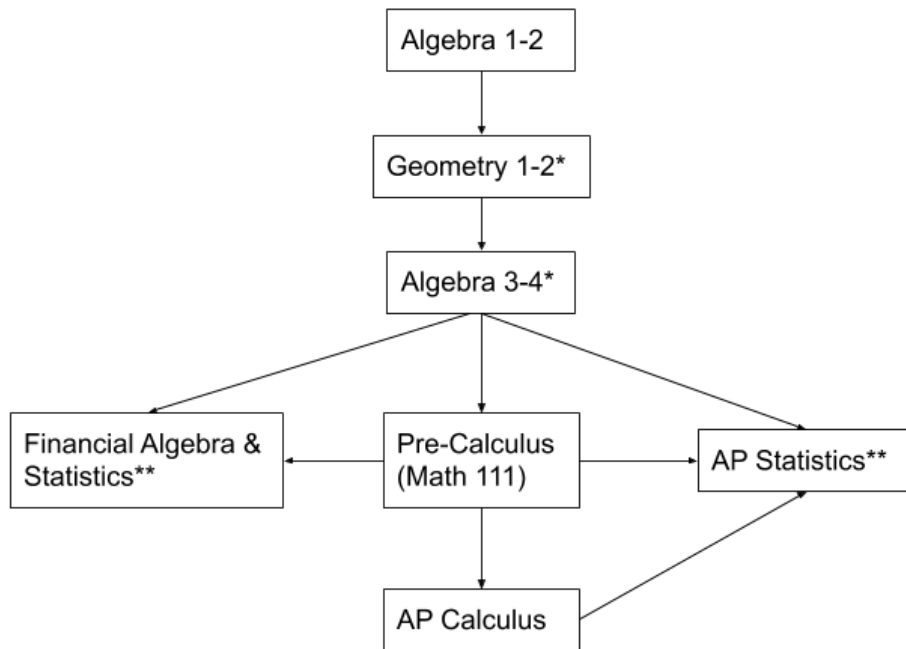 Algebra 1-2
Geometry 1-2*
Algebra 3-4*
Financial Algebra &
Statistics**
Pre-Calculus
(Math 111)
AP Statistics**
AP Calculus